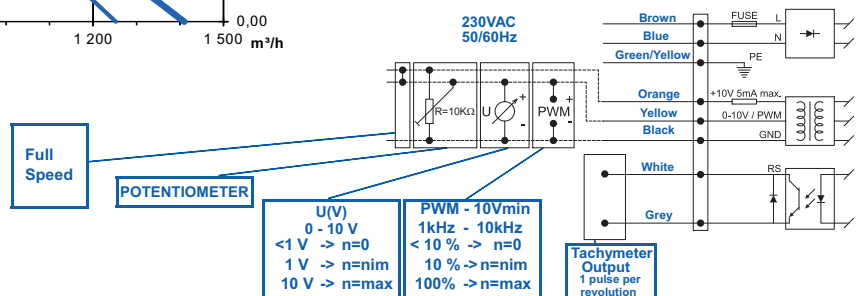 0,00
1 200
1 500 m³/h
230VAC
50/60Hz
Brown
FUSE
L
Blue
N
Green/Yellow
PE
Orange
+10V 5mA max.
Yellow
0-10V / PWM
Black
GND
R=10KΩ
U
+
-
PWM
+
-
White
RS
Grey
Full
Speed
POTENTIOMETER
U(V)
0 - 10 V
<1 V -> n=0
1 V -> n=nim
10 V -> n=max
PWM - 10Vmin
1kHz - 10kHz
< 10 % -> n=0
10 % -> n=nim
100% -> n=max
Tachymeter
Output
1 pulse per
revolution